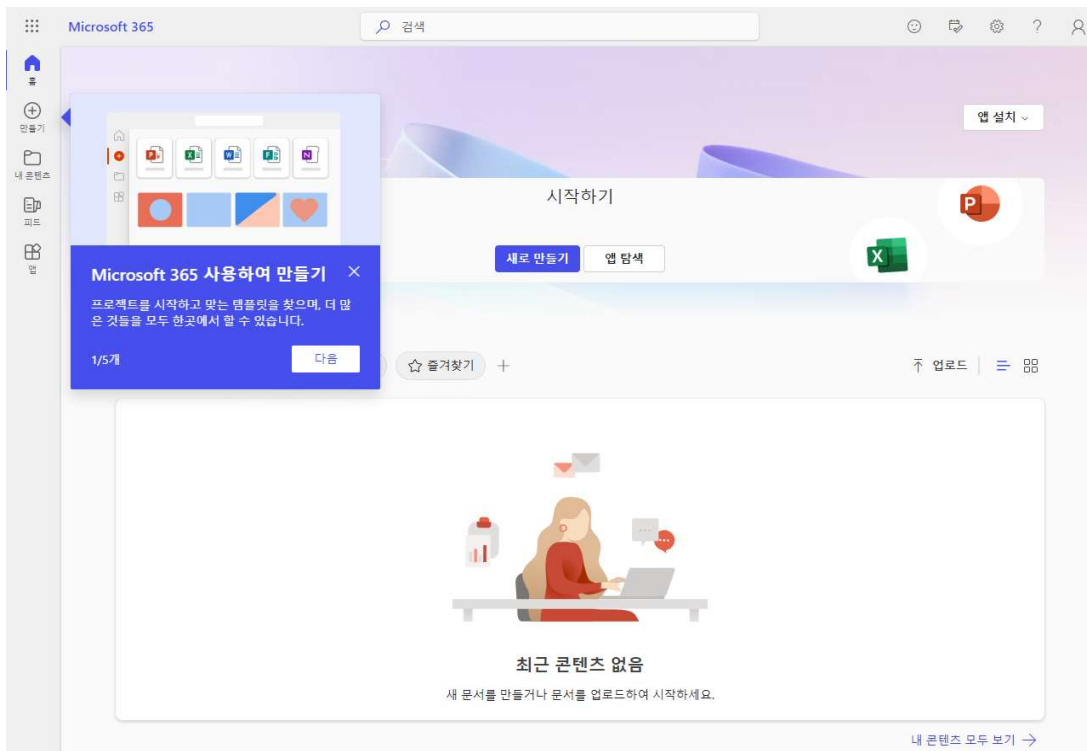 Microsoft 365
검색
홈
만들기
내 콘텐츠
피드
앱
앱 설치
시작하기
새로 만들기
앱 탐색
Microsoft 365 사용하여 만들기
프로젝트를 시작하고 맞는 템플릿을 찾으며, 더 많
은 것들을 모두 한곳에서 할 수 있습니다.
1/5개
다음
즐겨찾기
업로드
최근 콘텐츠 없음
새 문서를 만들거나 문서를 업로드하여 시작하세요.
내 콘텐츠 모두 보기